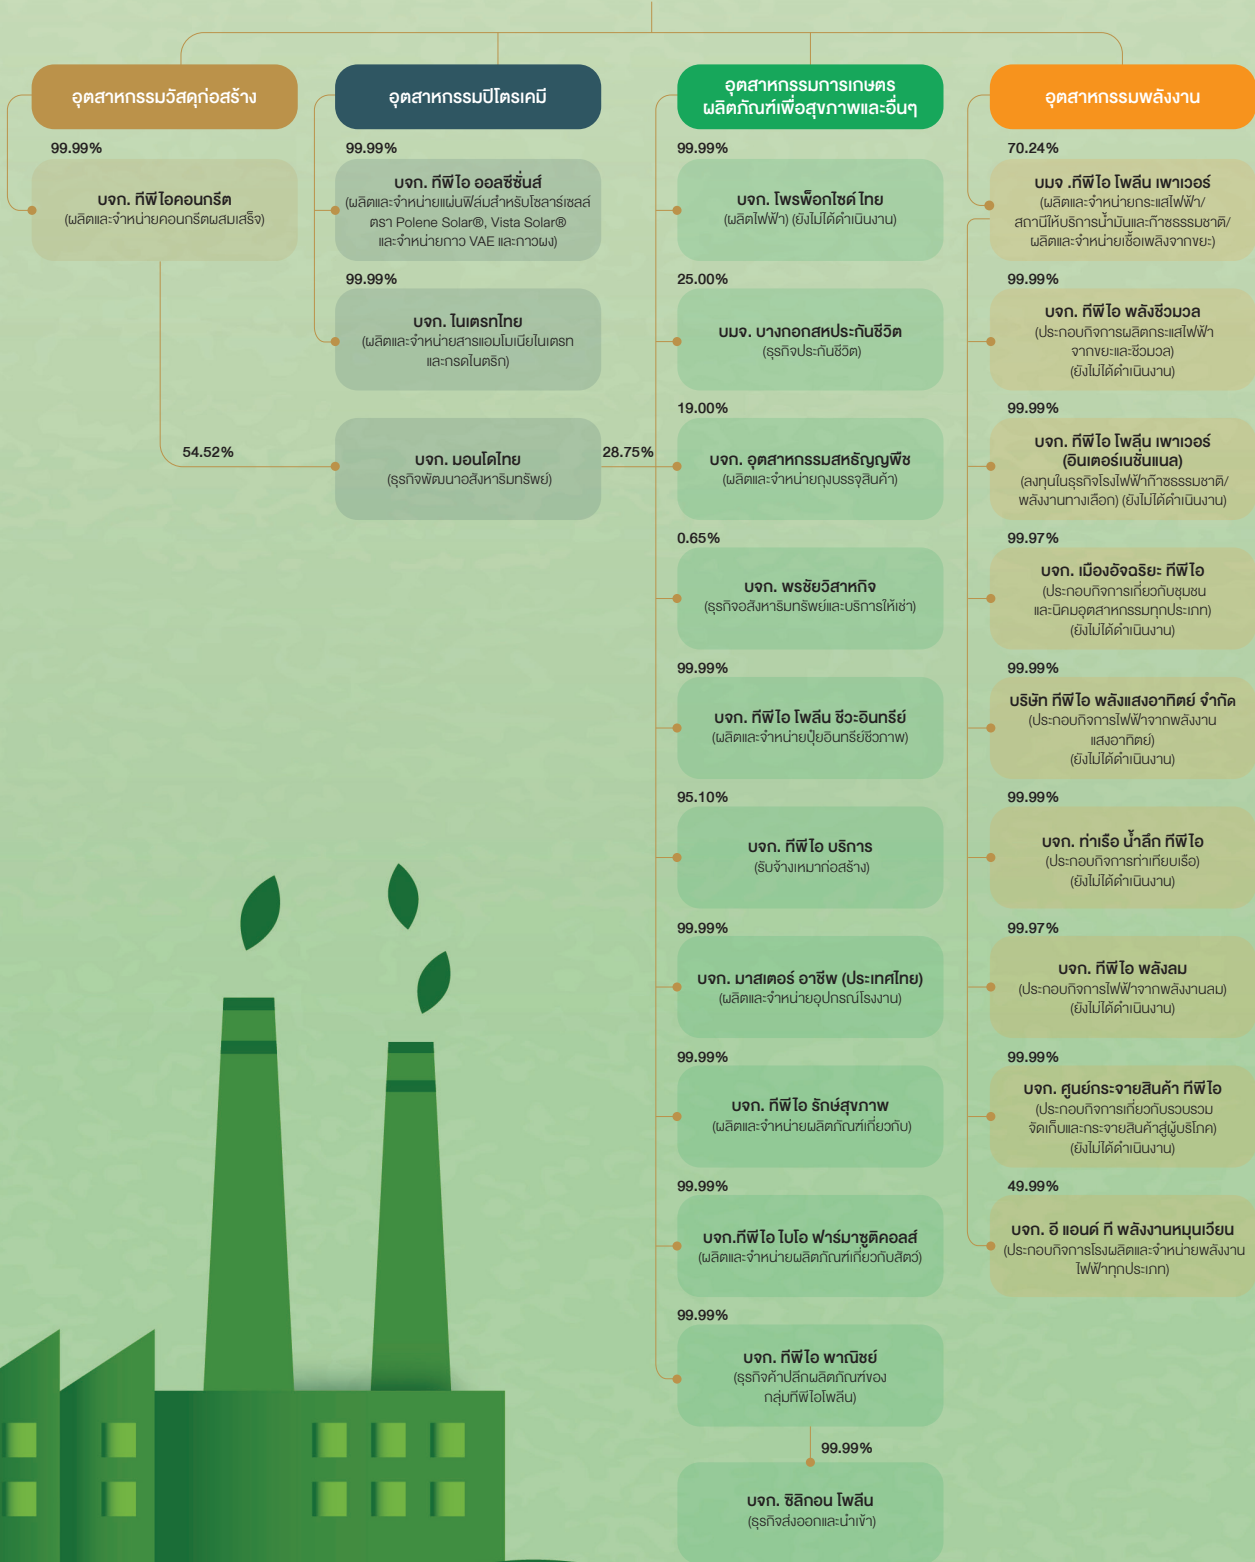 อุตสาหกรรมวัสดุก่อสร้าง
99.99%
บจก. ทีพีไอคอนกรีต
(ผลิตและจำหน่ายคอนกรีตผสมเสร็จ)
54.52%
อุตสาหกรรมปิโตรเคมี
99.99%
บจก. ทีพีไอ ออลซีซั่นส์
(ผลิตและจำหน่ายแผ่นฟิล์มสำหรับโซลาร์เซลล์
ตรา Polene Solar®, Vista Solar®
และจำหน่ายกาว VAE และกาวผง)
99.99%
บจก. ไนเตรทไทย
(ผลิตและจำหน่ายสารแอมโมเนียไนเตรท
และกรดไนตริก)
บจก. มอนโดไทย
(ธุรกิจพัฒนาอสังหาริมทรัพย์)
28.75%
อุตสาหกรรมการเกษตร
ผลิตภัณฑ์เพื่อสุขภาพและอื่นๆ
99.99%
บจก. โพรพ็อกไซด์ ไทย
(ผลิตไฟฟ้า) (ยังไม่ได้ดำเนินงาน)
25.00%
บมจ. บางกอกสหประกันชีวิต
(ธุรกิจประกันชีวิต)
19.00%
บจก. อุตสาหกรรมสหธัญญพืช
(ผลิตและจำหน่ายถุงบรรจุสินค้า)
0.65%
บจก. พรชัยวิสาหกิจ
(ธุรกิจอสังหาริมทรัพย์และบริการให้เช่า)
99.99%
บจก. ทีพีไอ โพลีน ชีวะอินทรีย์
(ผลิตและจำหน่ายปุ๋ยอินทรีย์ชีวภาพ)
95.10%
บจก. ทีพีไอ บริการ
(รับจ้างเหมาก่อสร้าง)
99.99%
บจก. มาสเตอร์ อาชีพ (ประเทศไทย)
(ผลิตและจำหน่ายอุปกรณ์โรงงาน)
99.99%
บจก. ทีพีไอ รักษ์สุขภาพ
(ผลิตและจำหน่ายผลิตภัณฑ์เกี่ยวกับ)
99.99%
บจก.ทีพีไอ ไบโอ ฟาร์มาซูติคอลส์
(ผลิตและจำหน่ายผลิตภัณฑ์เกี่ยวกับสัตว์)
99.99%
บจก. ทีพีไอ พาณิชย์
(ธุรกิจค้าปลีกผลิตภัณฑ์ของ
กลุ่มทีพีไอโพลีน)
99.99%
บจก. ซิลิกอน โพลีน
(ธุรกิจส่งออกและนำเข้า)
อุตสาหกรรมพลังงาน
70.24%
บมจ .ทีพีไอ โพลีน เพาเวอร์
(ผลิตและจำหน่ายกระแสไฟฟ้า/
สถานีให้บริการน้ำมันและก๊าซธรรมชาติ/
ผลิตและจำหน่ายเชื้อเพลิงจากขยะ)
99.99%
บจก. ทีพีไอ พลังชีวมวล
(ประกอบกิจการผลิตกระแสไฟฟ้า
จากขยะและชีวมวล)
(ยังไม่ได้ดำเนินงาน)
99.99%
บจก. ทีพีไอ โพลีน เพาเวอร์
(อินเตอร์เนชั่นแนล)
(ลงทุนในธุรกิจโรงไฟฟ้าก๊าซธรรมชาติ/
พลังงานทางเลือก) (ยังไม่ได้ดำเนินงาน)
99.97%
บจก. เมืองอัจฉริยะ ทีพีไอ
(ประกอบกิจการเกี่ยวกับชุมชน
และนิคมอุตสาหกรรมทุกประเภท)
(ยังไม่ได้ดำเนินงาน)
99.99%
บริษัท ทีพีไอ พลังแสงอาทิตย์ จำกัด
(ประกอบกิจการไฟฟ้าจากพลังงาน
แสงอาทิตย์)
(ยังไม่ได้ดำเนินงาน)
99.99%
บจก. ท่าเรือ น้ำลึก ทีพีไอ
(ประกอบกิจการท่าเทียบเรือ)
(ยังไม่ได้ดำเนินงาน)
99.97%
บจก. ทีพีไอ พลังลม
(ประกอบกิจการไฟฟ้าจากพลังงานลม)
(ยังไม่ได้ดำเนินงาน)
99.99%
บจก. ศูนย์กระจายสินค้า ทีพีไอ
(ประกอบกิจการเกี่ยวกับรวบรวม
จัดเก็บและกระจายสินค้าสู่ผู้บริโภค)
(ยังไม่ได้ดำเนินงาน)
49.99%
บจก. อี แอนด์ ที พลังงานหมุนเวียน
(ประกอบกิจการโรงผลิตและจำหน่ายพลังงาน
ไฟฟ้าทุกประเภท)